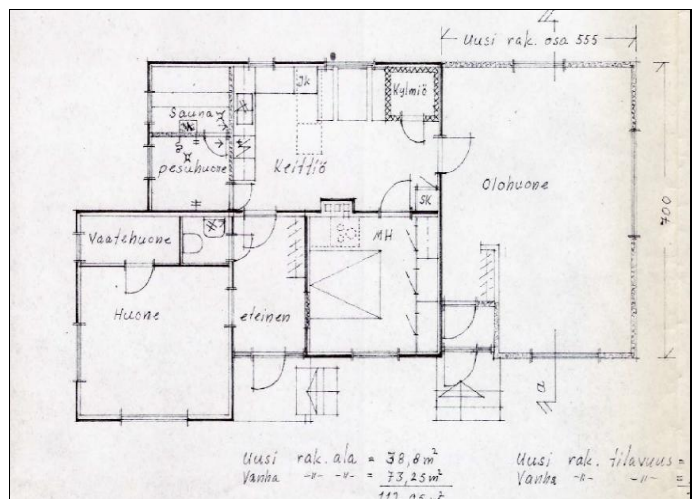 Uusi rak. osa 555
Jk
Kylmiö
Sauna
pesuhuone
Keittiö
SK
Olohuone
700
Vaatehuone
MH
Huone
eteinen
a
Uusi rak. ala = 38,8 m²
Vanha -"- -"- = 73,25 m²
Uusi rak. tilavuus =
Vanha -"- -"- =